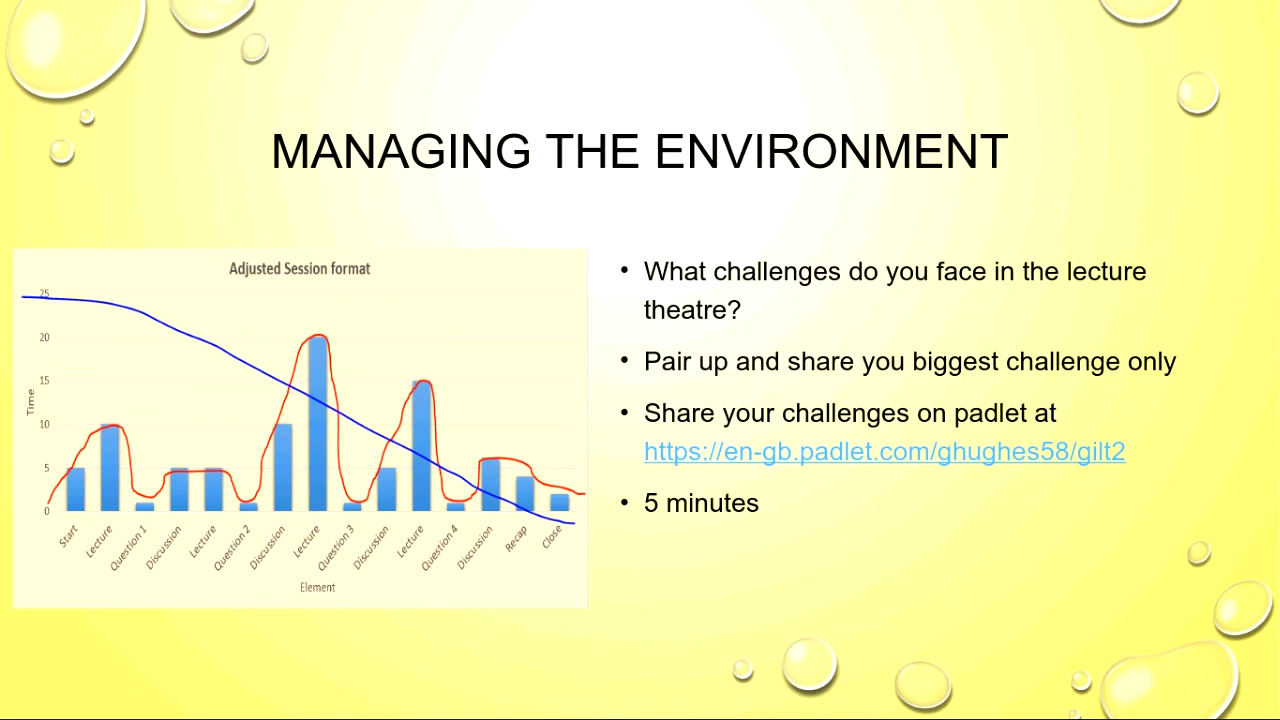 MANAGING THE ENVIRONMENT
Adjusted Session format
25
20
15
10
5
0
Time
Start
Lecture
Question 1
Discussion
Lecture
Question 2
Discussion
Lecture
Question 3
Discussion
Lecture
Question 4
Discussion
Recap
Close
Element
• What challenges do you face in the lecture
theatre?
• Pair up and share you biggest challenge only
• Share your challenges on padlet at
https://en-gb.padlet.com/ghughes58/gilt2
• 5 minutes